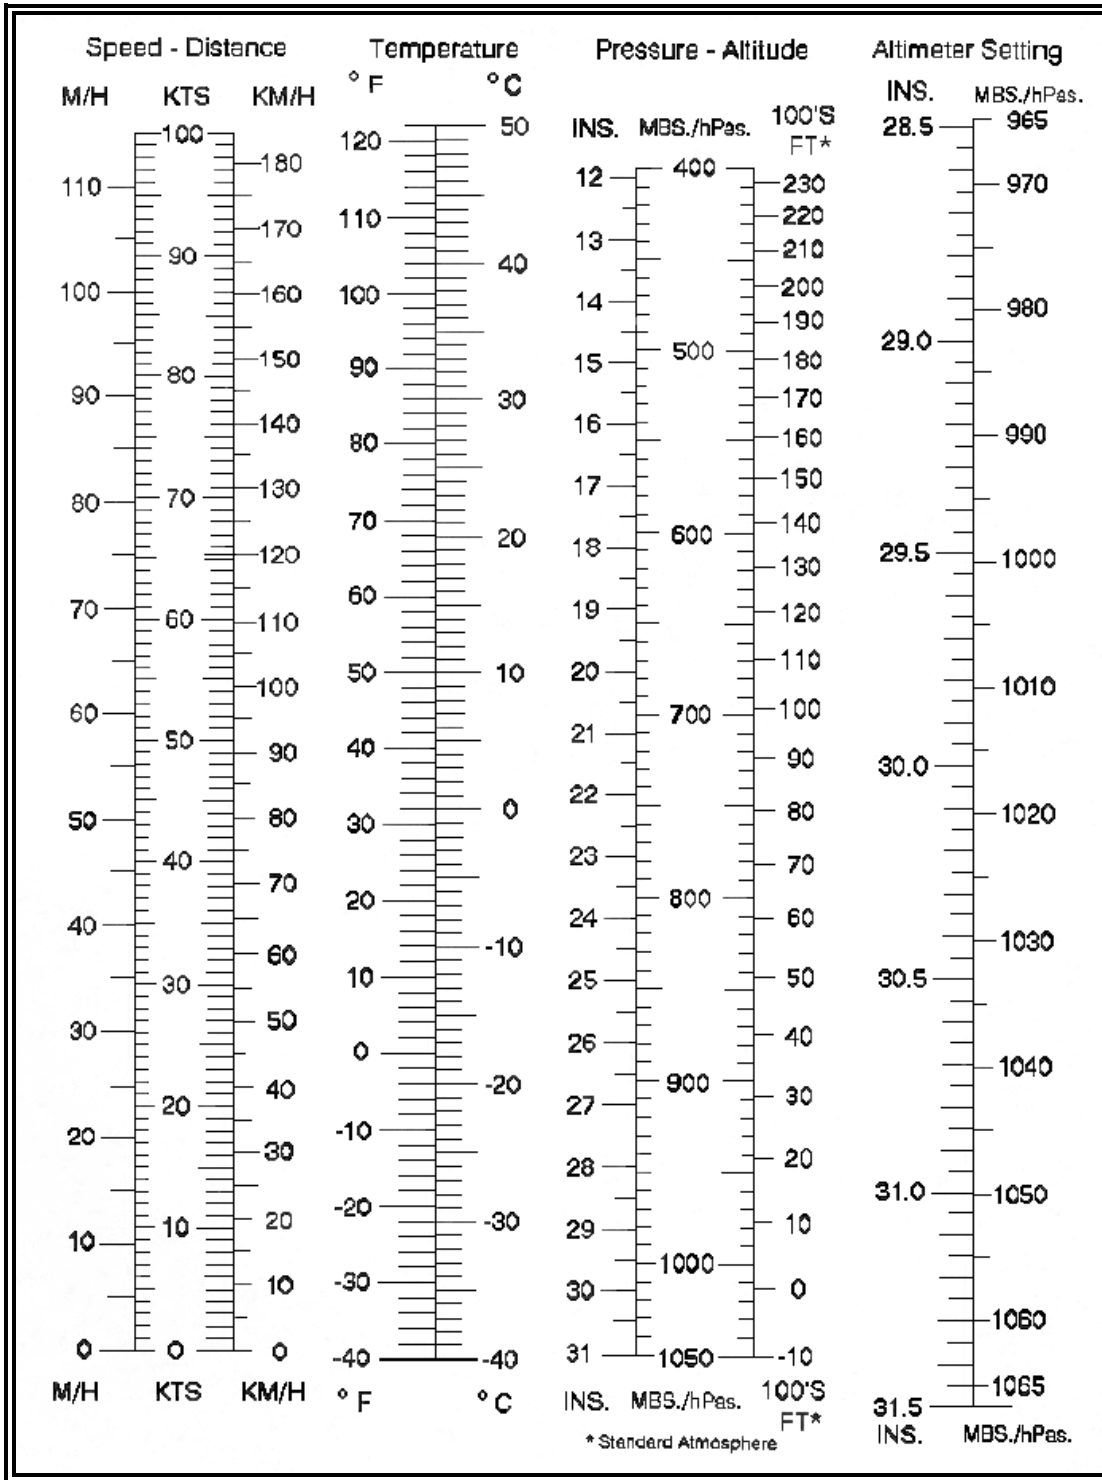 Speed - Distance Temperature Pressure - Altitude Altimeter Setting
° F ° C
M/H KTS KM/H INS. MBS./hPas.
INS. MBS./hPas. 100'S
FT*
100 120 50 28.5 965
180 12 400 230
110 970
110 220
170 13 210
90 40
100 160 100 14 200 980
190 29.0
150 15 500 180
80 90
90 30 170
140 16 160 990
80
130 17 150
80 70
70 600 140
120 20 18 29.5 1000
130
70 60 60 19 120
110
50 10 20 110
100 1010
60 700 100
50 40 21
90 90 30.0
0 22
50 80 30 80 1020
40 23 70
70 20 800
40 24 60
60 -10 1030
30 10 25 50 30.5
30 50
0 26 40
40 -20 900 1040
20 27 30
20 30 -10
28 20
31.0 1050
10 20 -20 -30 29 10
10
1000
10 -30 30 0
1060
0 0 0 -40 -40 31 1050 -10
1065
31.5
M/H KTS KM/H ° F ° C INS. MBS./hPas. 100'S
FT*
INS. MBS./hPas.
* Standard Atmosphere